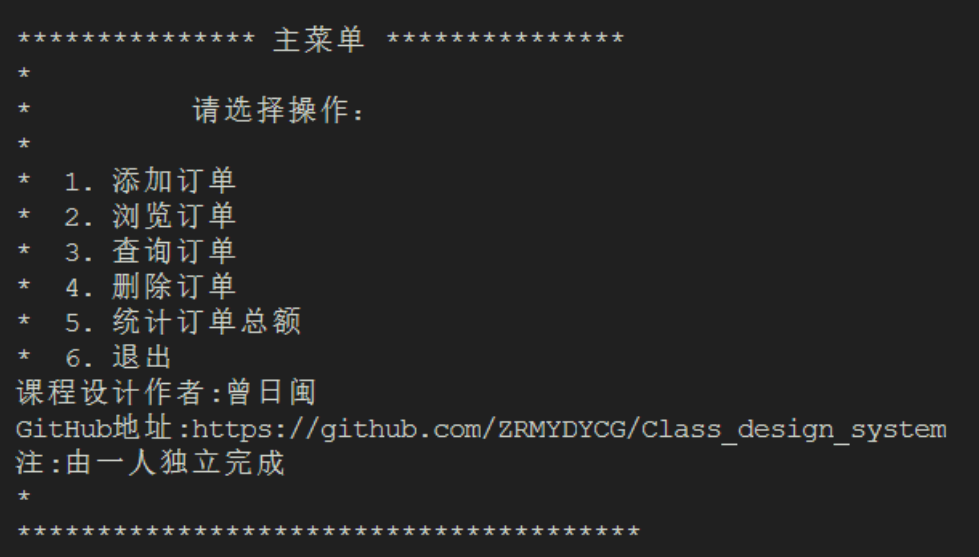 *************** 主菜单 ***************
*
*           请选择操作:
*
*  1. 添加订单
*  2. 浏览订单
*  3. 查询订单
*  4. 删除订单
*  5. 统计订单总额
*  6. 退出
课程设计作者:曾日闽
GitHub地址:https://github.com/ZRMYDYCG/Class_design_system
注:由一人独立完成
*
***************************************